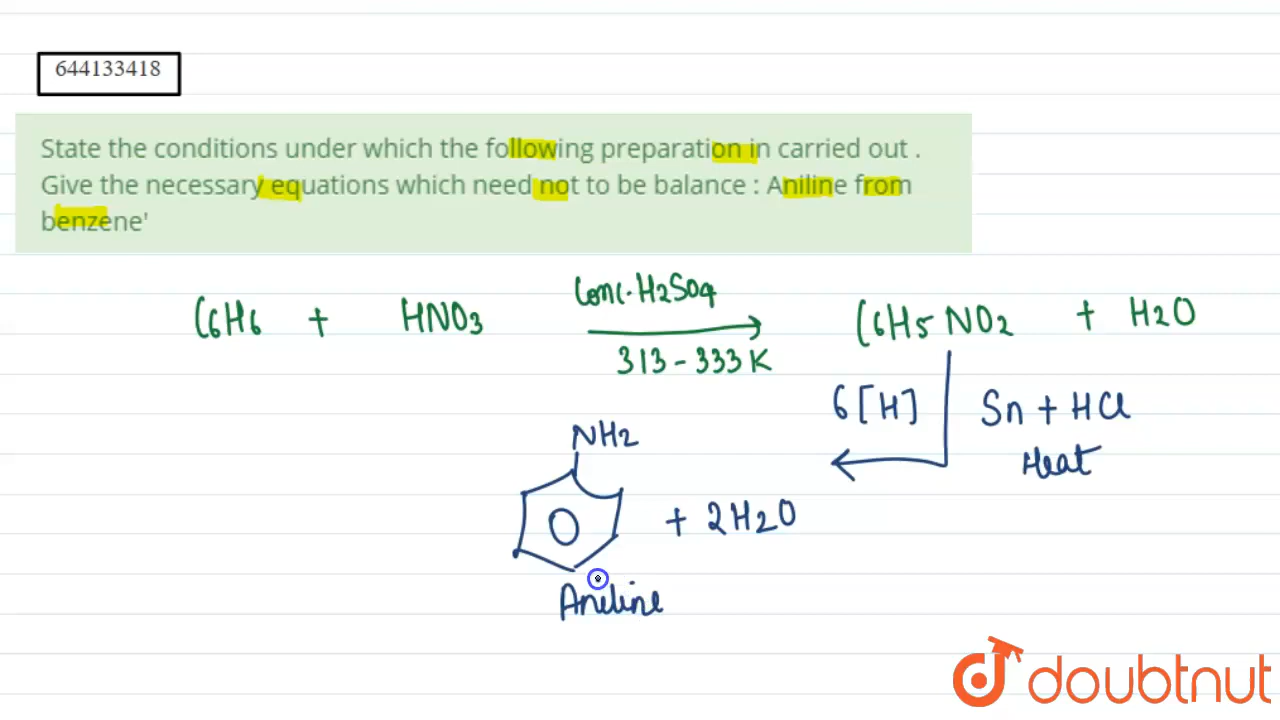 644133418
State the conditions under which the following preparation in carried out .
Give the necessary equations which need not to be balance : Aniline from
benzene'
Conc. H2SO4
C6H6 + HNO3 → C6H5NO2 + H2O
313 - 333 K
6[H] Sn + HCl
Heat
NH2
+ 2H2O
Aniline
doubtnut